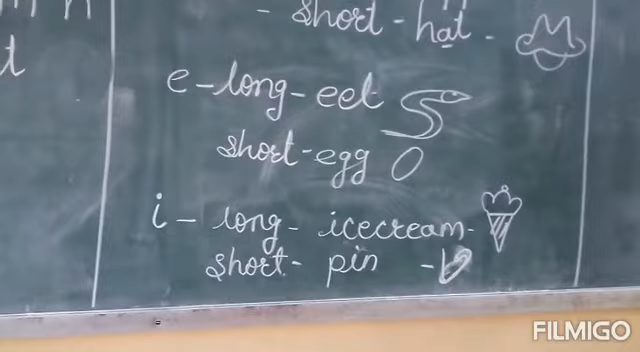 - short - hat -
t
e - long - eel
short - egg
i - long - icecream -
short - pin -
FILMIGO